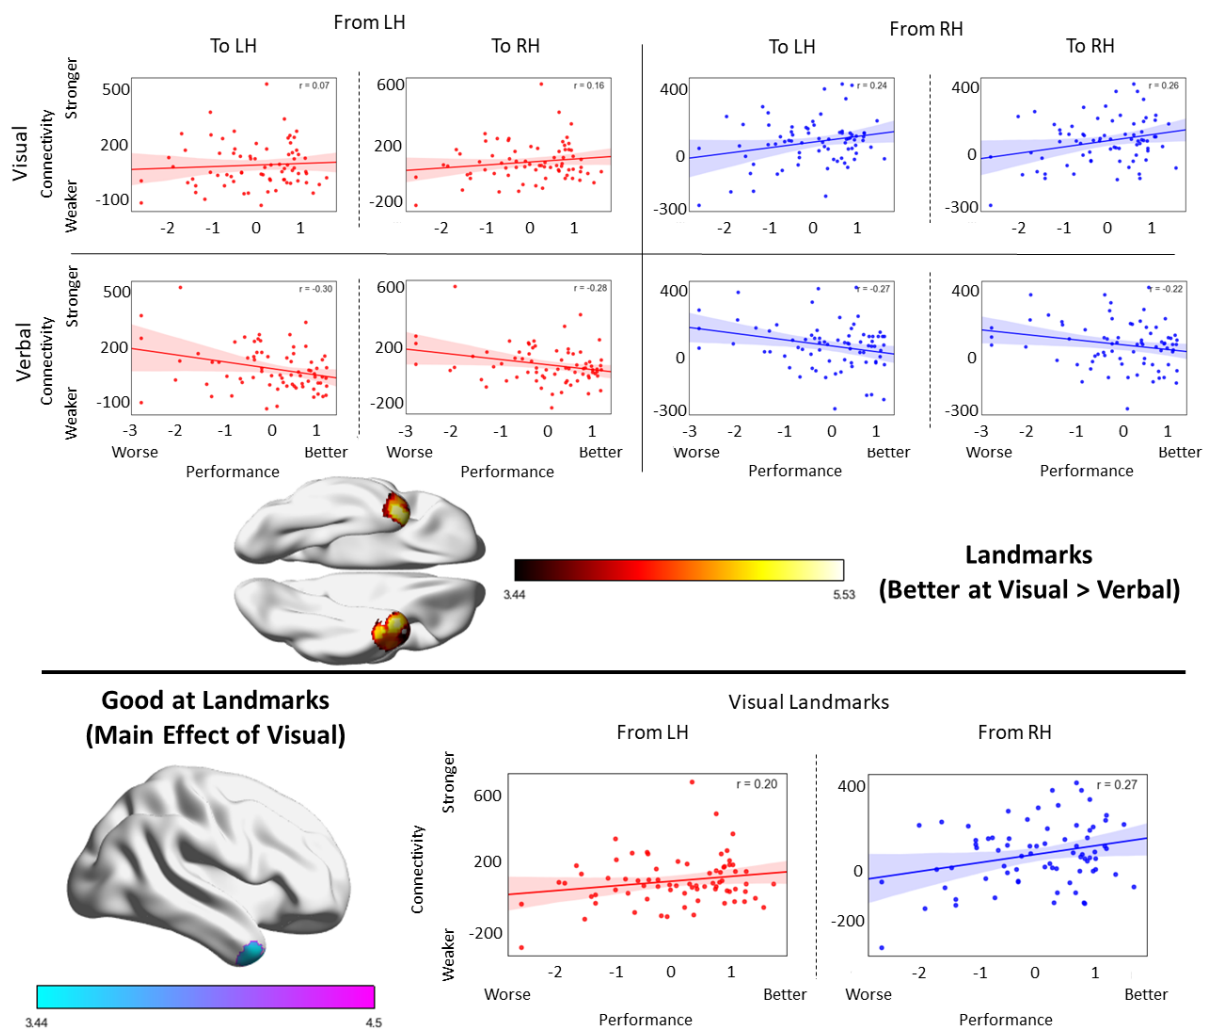 From LH
From RH
To LH
To RH
To LH
To RH
Visual
Connectivity
Stronger
Weaker
500
200
-100
r = 0.07
-2
-1
0
1
600
200
-200
r = 0.16
-2
-1
0
1
400
0
-300
r = 0.24
-2
-1
0
1
400
0
-300
r = 0.26
-2
-1
0
1
Verbal
Connectivity
Stronger
Weaker
500
200
-100
r = -0.30
-3
-2
-1
0
1
600
200
-200
r = -0.28
-3
-2
-1
0
1
400
0
-300
r = -0.27
-3
-2
-1
0
1
400
0
-300
r = -0.22
-3
-2
-1
0
1
Worse
Better
Worse
Better
Worse
Better
Worse
Better
Performance
Performance
Performance
Performance
3.44
5.53
Landmarks
(Better at Visual > Verbal)
Good at Landmarks
(Main Effect of Visual)
3.44
4.5
Visual Landmarks
From LH
From RH
Stronger
Connectivity
Weaker
600
200
-200
r = 0.20
-2
-1
0
1
Worse
Better
Performance
400
0
-200
r = 0.27
-2
-1
0
1
Worse
Better
Performance